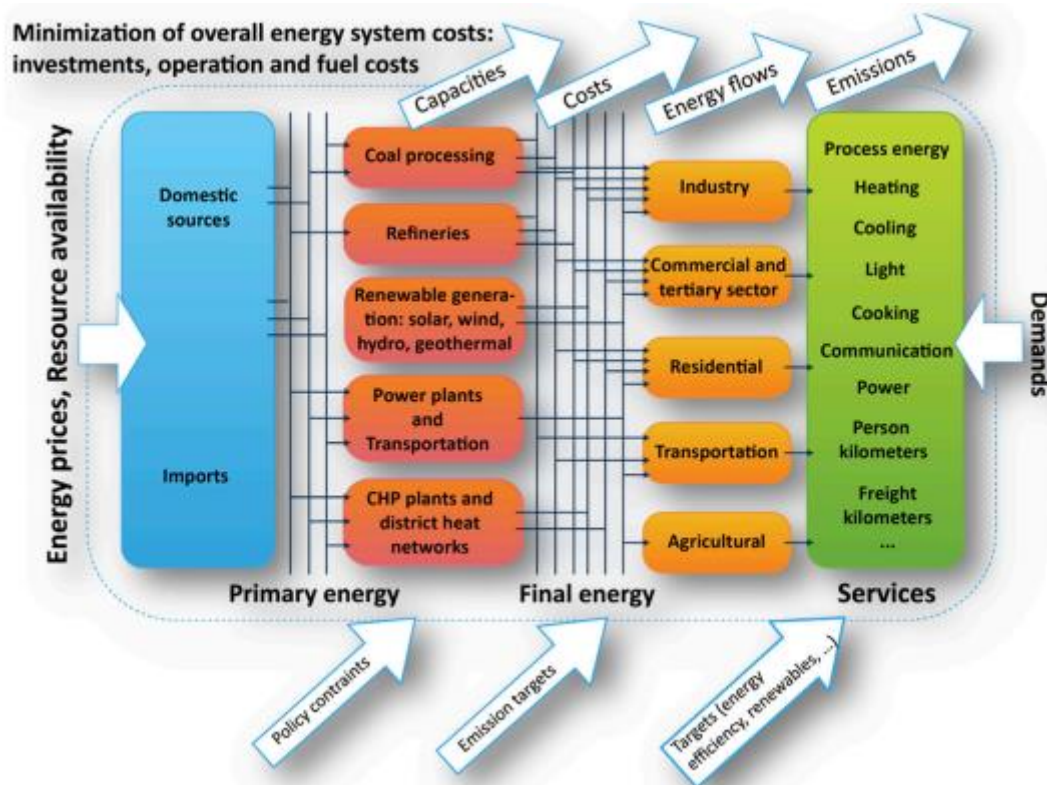 Minimization of overall energy system costs:
investments, operation and fuel costs
Capacities
Costs
Energy flows
Emissions
Energy prices, Resource availability
Domestic
sources
Imports
Coal processing
Refineries
Renewable genera-
tion: solar, wind,
hydro, geothermal
Power plants
and
Transportation
CHP plants and
district heat
networks
Industry
Commercial and
tertiary sector
Residential
Transportation
Agricultural
Process energy
Heating
Cooling
Light
Cooking
Communication
Power
Person
kilometers
Freight
kilometers
...
Demands
Primary energy
Final energy
Services
Policy contraints
Emission targets
Targets (energy
efficiency, renewables, ...)